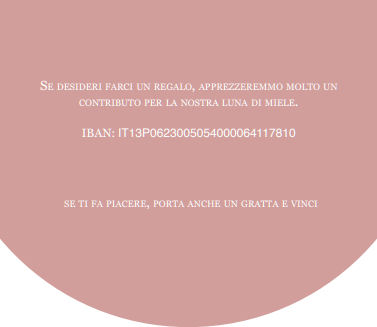 Se desideri farci un regalo, apprezzeremmo molto un
contributo per la nostra luna di miele.
IBAN: IT13P0623005054000064117810
se ti fa piacere, porta anche un gratta e vinci